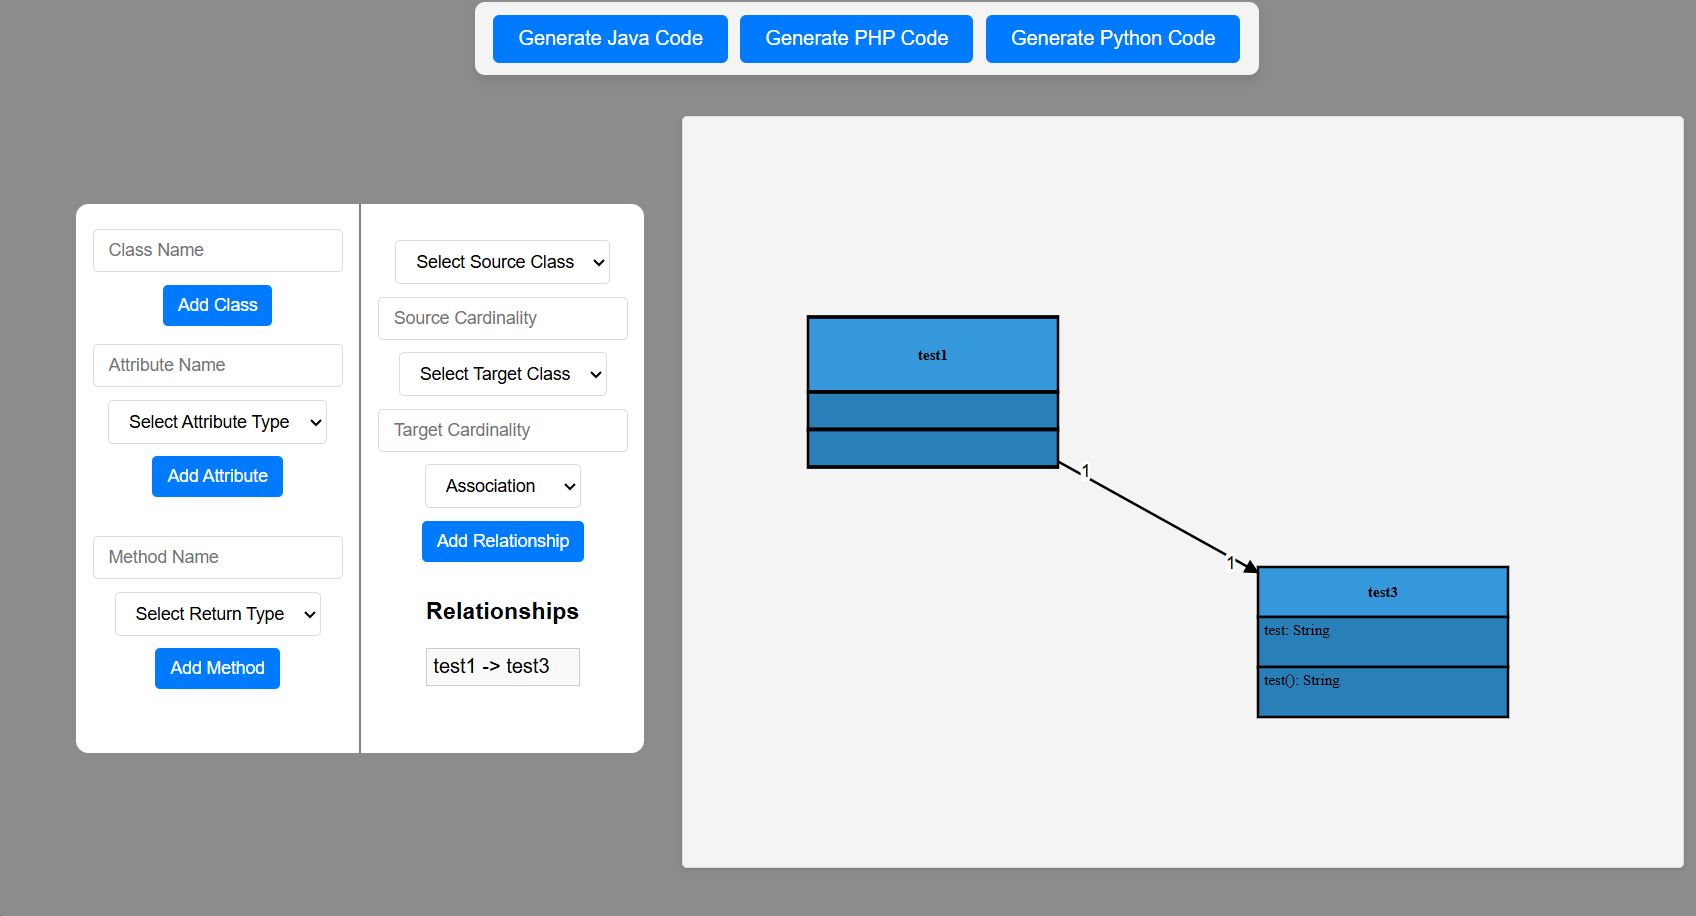 Generate Java Code
Generate PHP Code
Generate Python Code
Class Name
Add Class
Attribute Name
Select Attribute Type
Add Attribute
Method Name
Select Return Type
Add Method
Select Source Class
Source Cardinality
Select Target Class
Target Cardinality
Association
Add Relationship
Relationships
test1 -> test3
test1
1
1
test3
test: String
test(): String